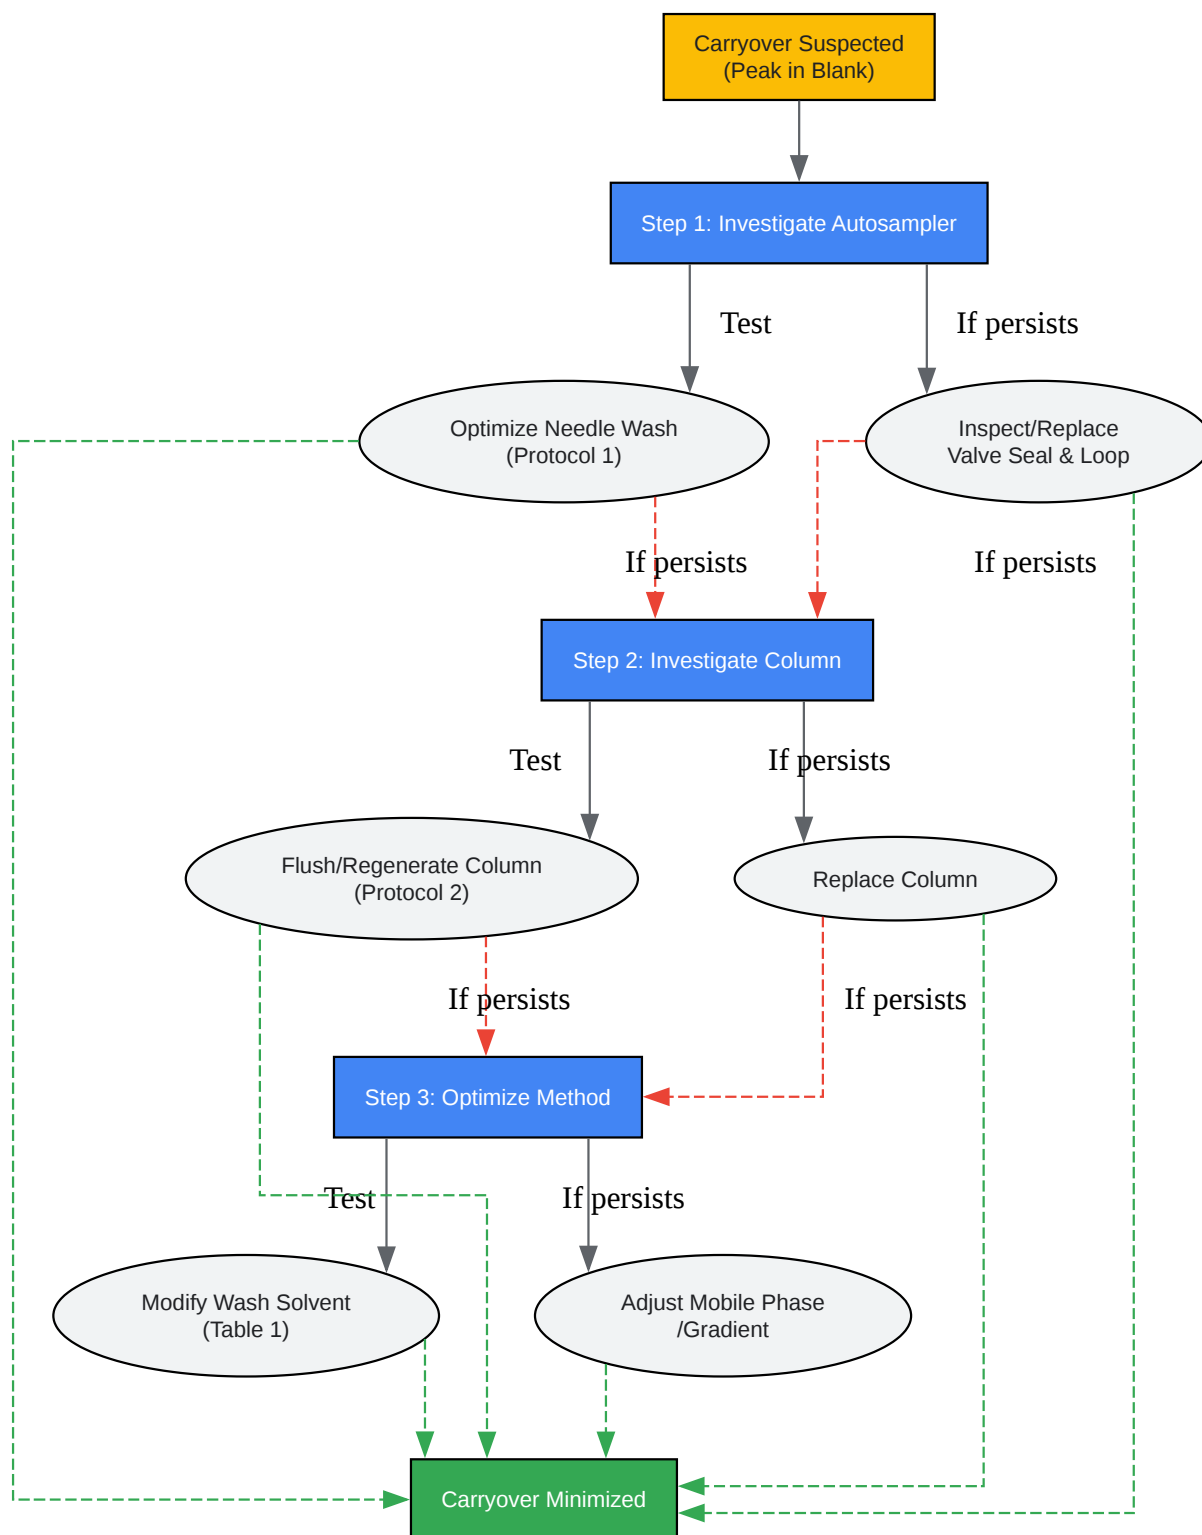 Carryover Suspected
(Peak in Blank)
Step 1: Investigate Autosampler
Test
If persists
Optimize Needle Wash
(Protocol 1)
Inspect/Replace
Valve Seal & Loop
If persists
If persists
Step 2: Investigate Column
Test
If persists
Flush/Regenerate Column
(Protocol 2)
Replace Column
If persists
If persists
Step 3: Optimize Method
Test
If persists
Modify Wash Solvent
(Table 1)
Adjust Mobile Phase
/Gradient
Carryover Minimized